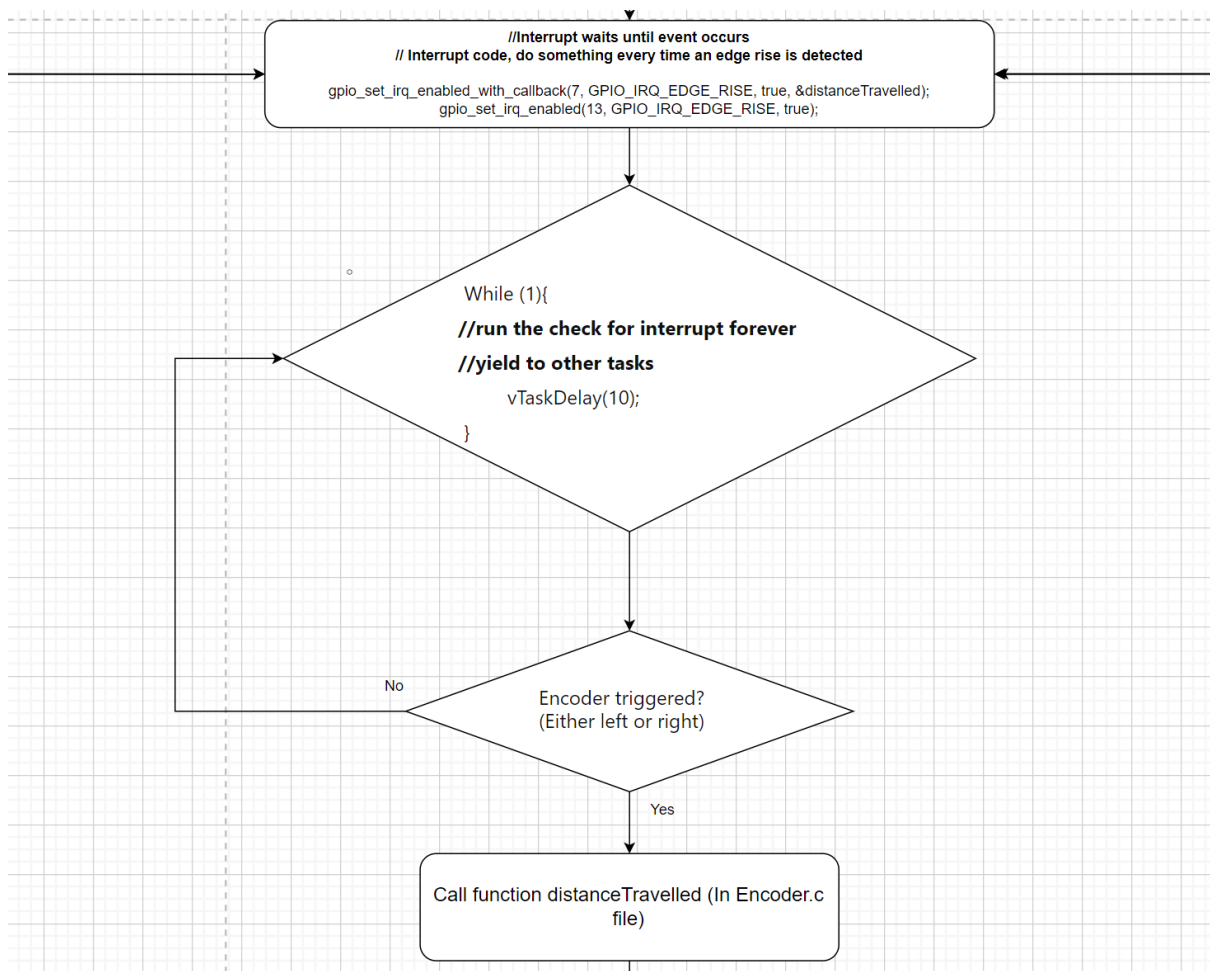 //Interrupt waits until event occurs
// Interrupt code, do something every time an edge rise is detected
gpio_set_irq_enabled_with_callback(7, GPIO_IRQ_EDGE_RISE, true, &distanceTravelled);
gpio_set_irq_enabled(13, GPIO_IRQ_EDGE_RISE, true);
While (1){
//run the check for interrupt forever
//yield to other tasks
vTaskDelay(10);
}
No
Encoder triggered?
(Either left or right)
Yes
Call function distanceTravelled (In Encoder.c
file)